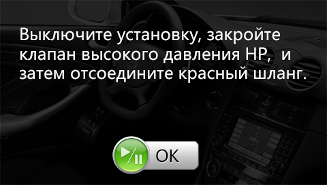 Выключите установку, закройте
клапан высокого давления HP, и
затем отсоедините красный шланг.
OK